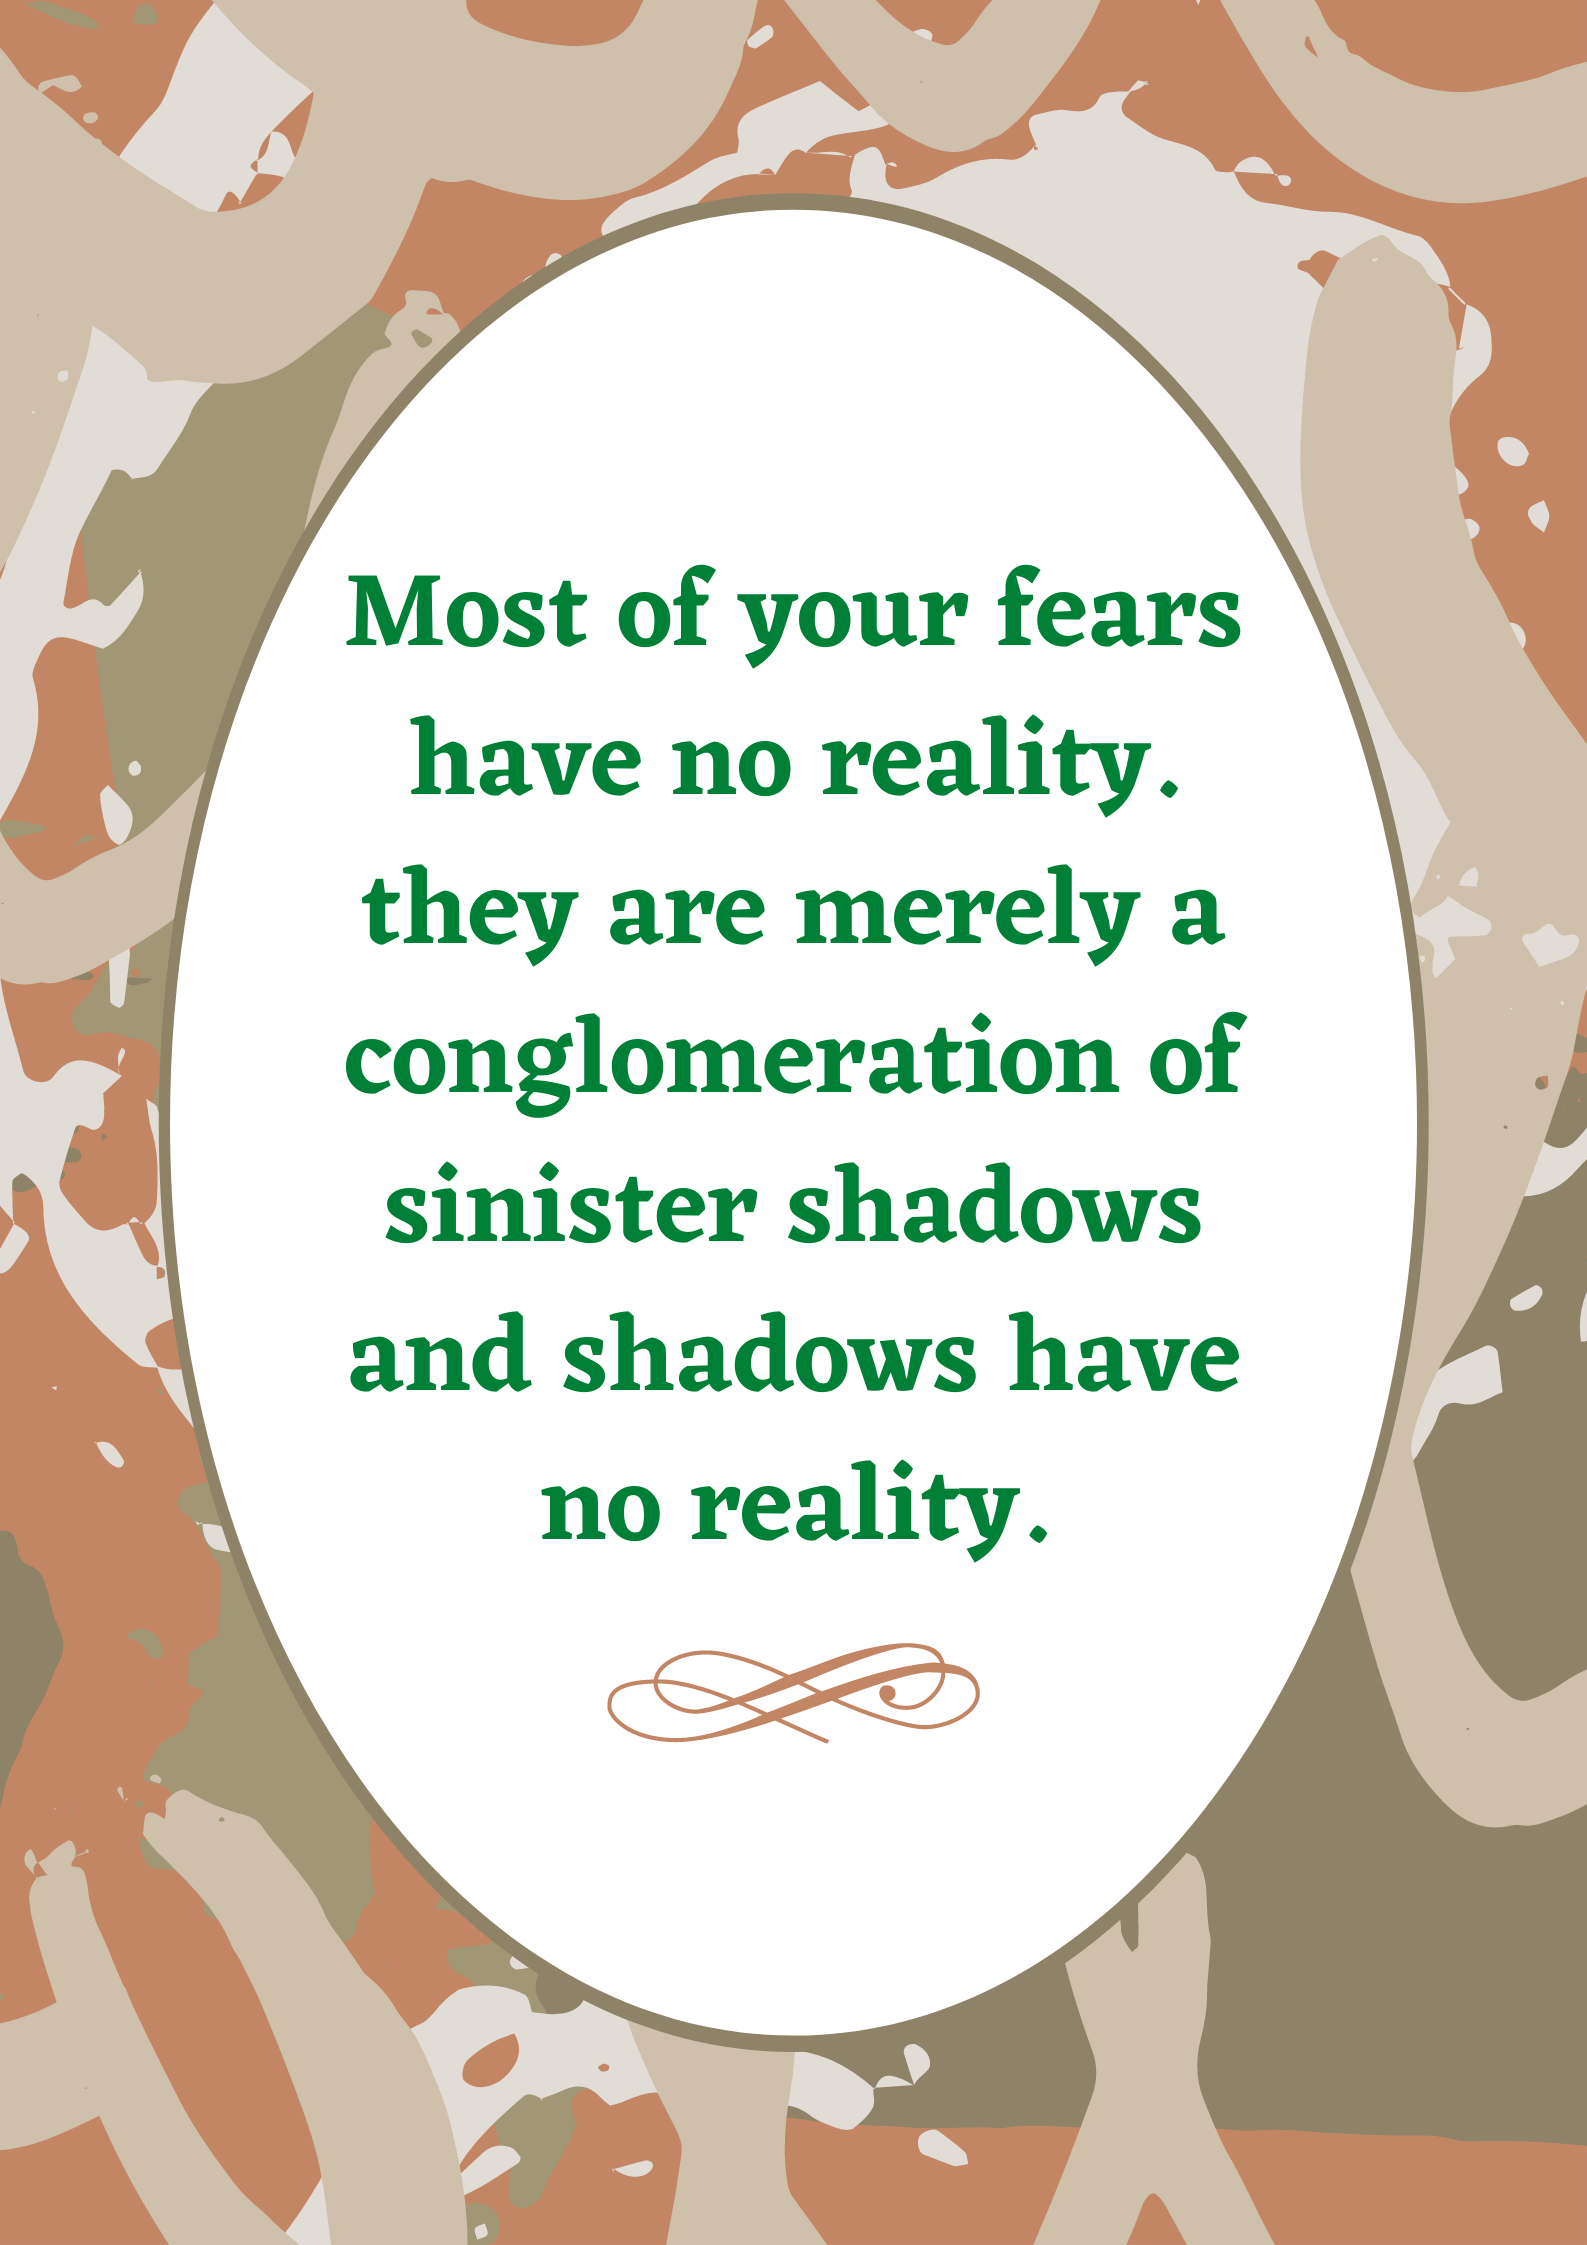 Most of your fears
have no reality.
they are merely a
conglomeration of
sinister shadows
and shadows have
no reality.